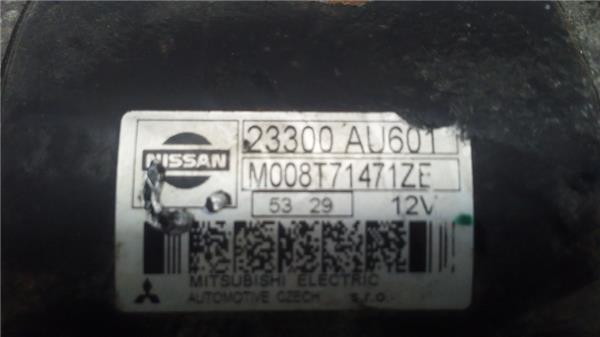 NISSAN
23300 AU601
M008T71471ZE
53 29 12V
MITSUBISHI ELECTRIC
AUTOMOTIVE CZECH s.r.o.